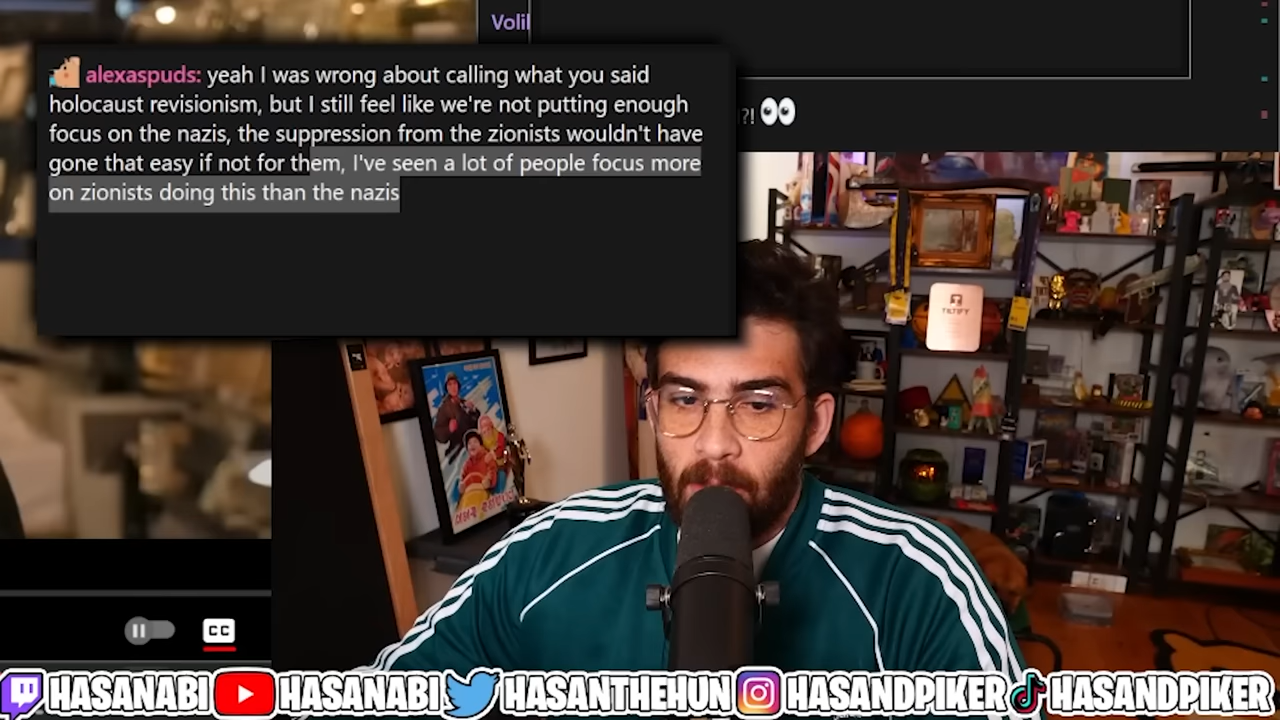 Volil
alexaspuds: yeah I was wrong about calling what you said
holocaust revisionism, but I still feel like we're not putting enough
focus on the nazis, the suppression from the zionists wouldn't have
gone that easy if not for them, I've seen a lot of people focus more
on zionists doing this than the nazis
?!
TILTIFY
CC
HASANABI HASANABI HASANTHEHUN HASANDPIKER HASANDPIKER